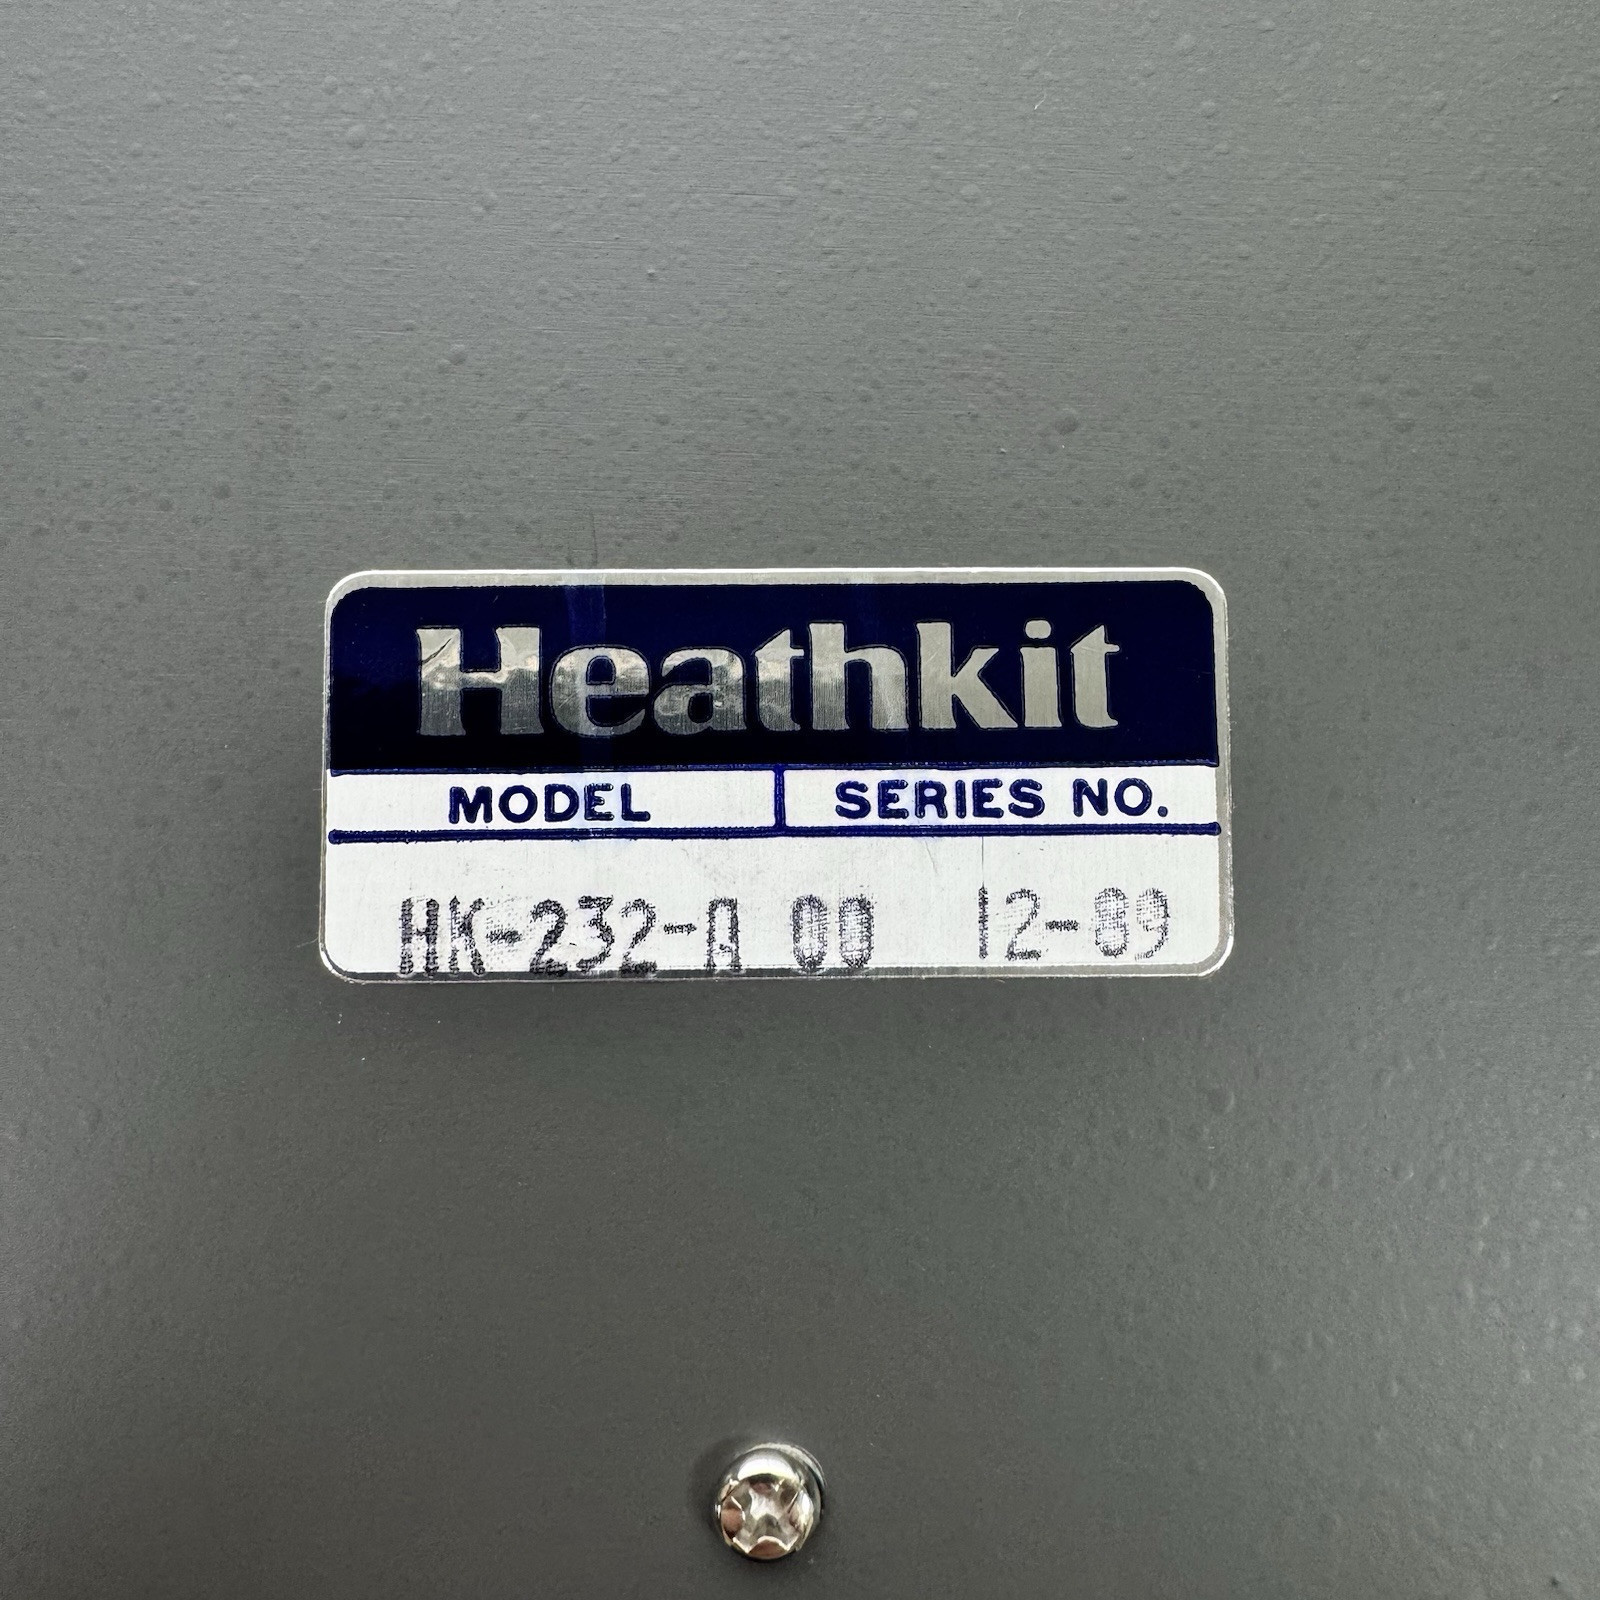 Heathkit
MODEL SERIES NO.
HK-232-A 00 12-89